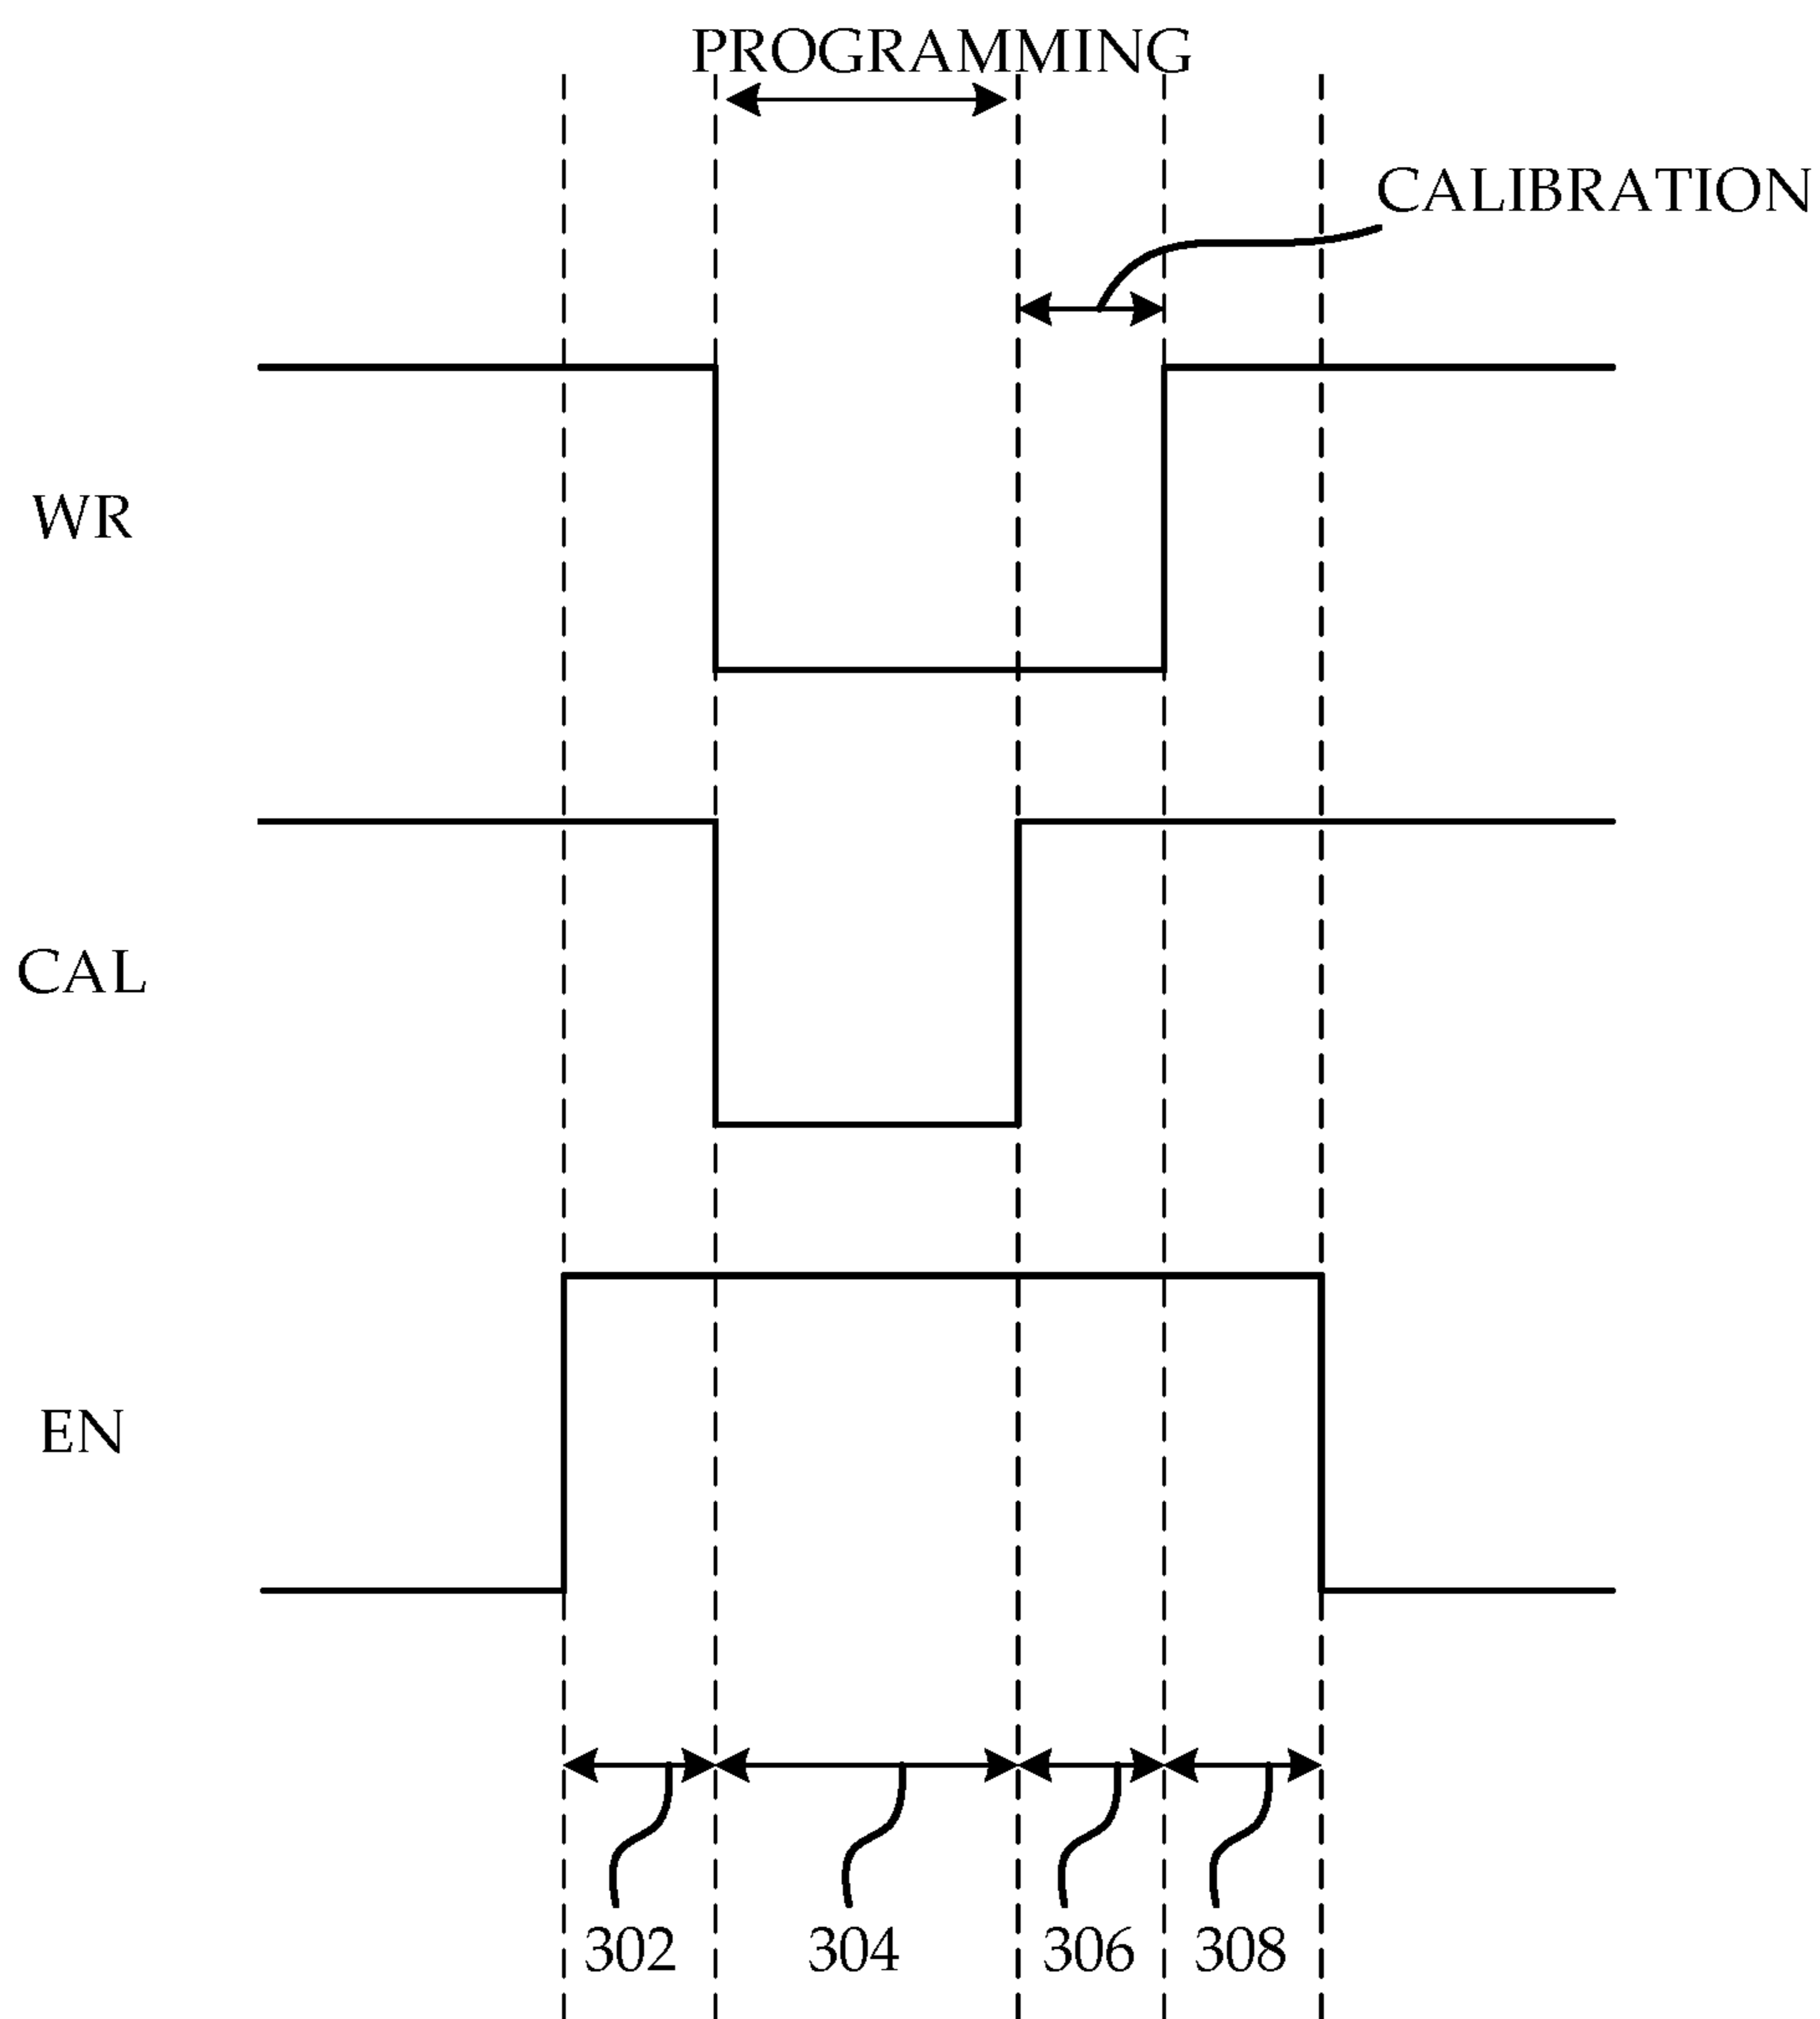 PROGRAMMING
CALIBRATION
WR
CAL
EN
302 304 306 308